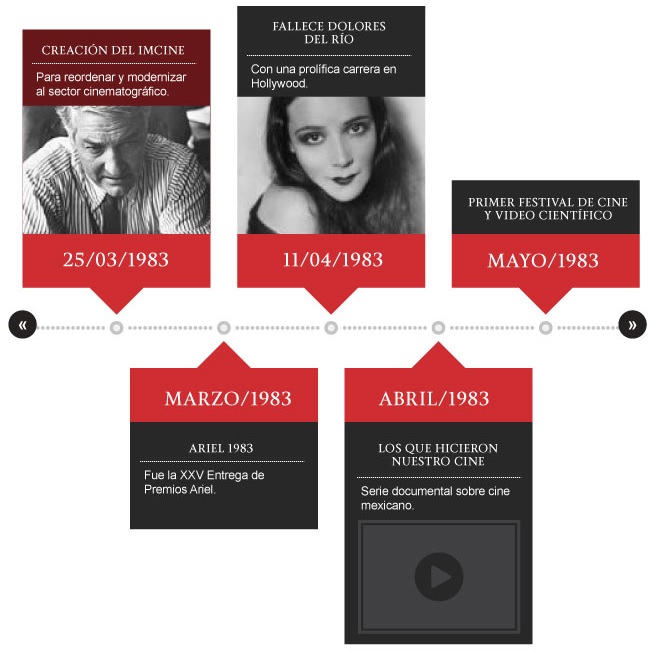 CREACIÓN DEL IMCINE
Para reordenar y modernizar
al sector cinematográfico.
25/03/1983
FALLECE DOLORES
DEL RÍO
Con una prolífica carrera en
Hollywood.
11/04/1983
PRIMER FESTIVAL DE CINE
Y VIDEO CIENTÍFICO
MAYO/1983
«
»
MARZO/1983
ARIEL 1983
Fue la XXV Entrega de
Premios Ariel.
ABRIL/1983
LOS QUE HICIERON
NUESTRO CINE
Serie documental sobre cine
mexicano.